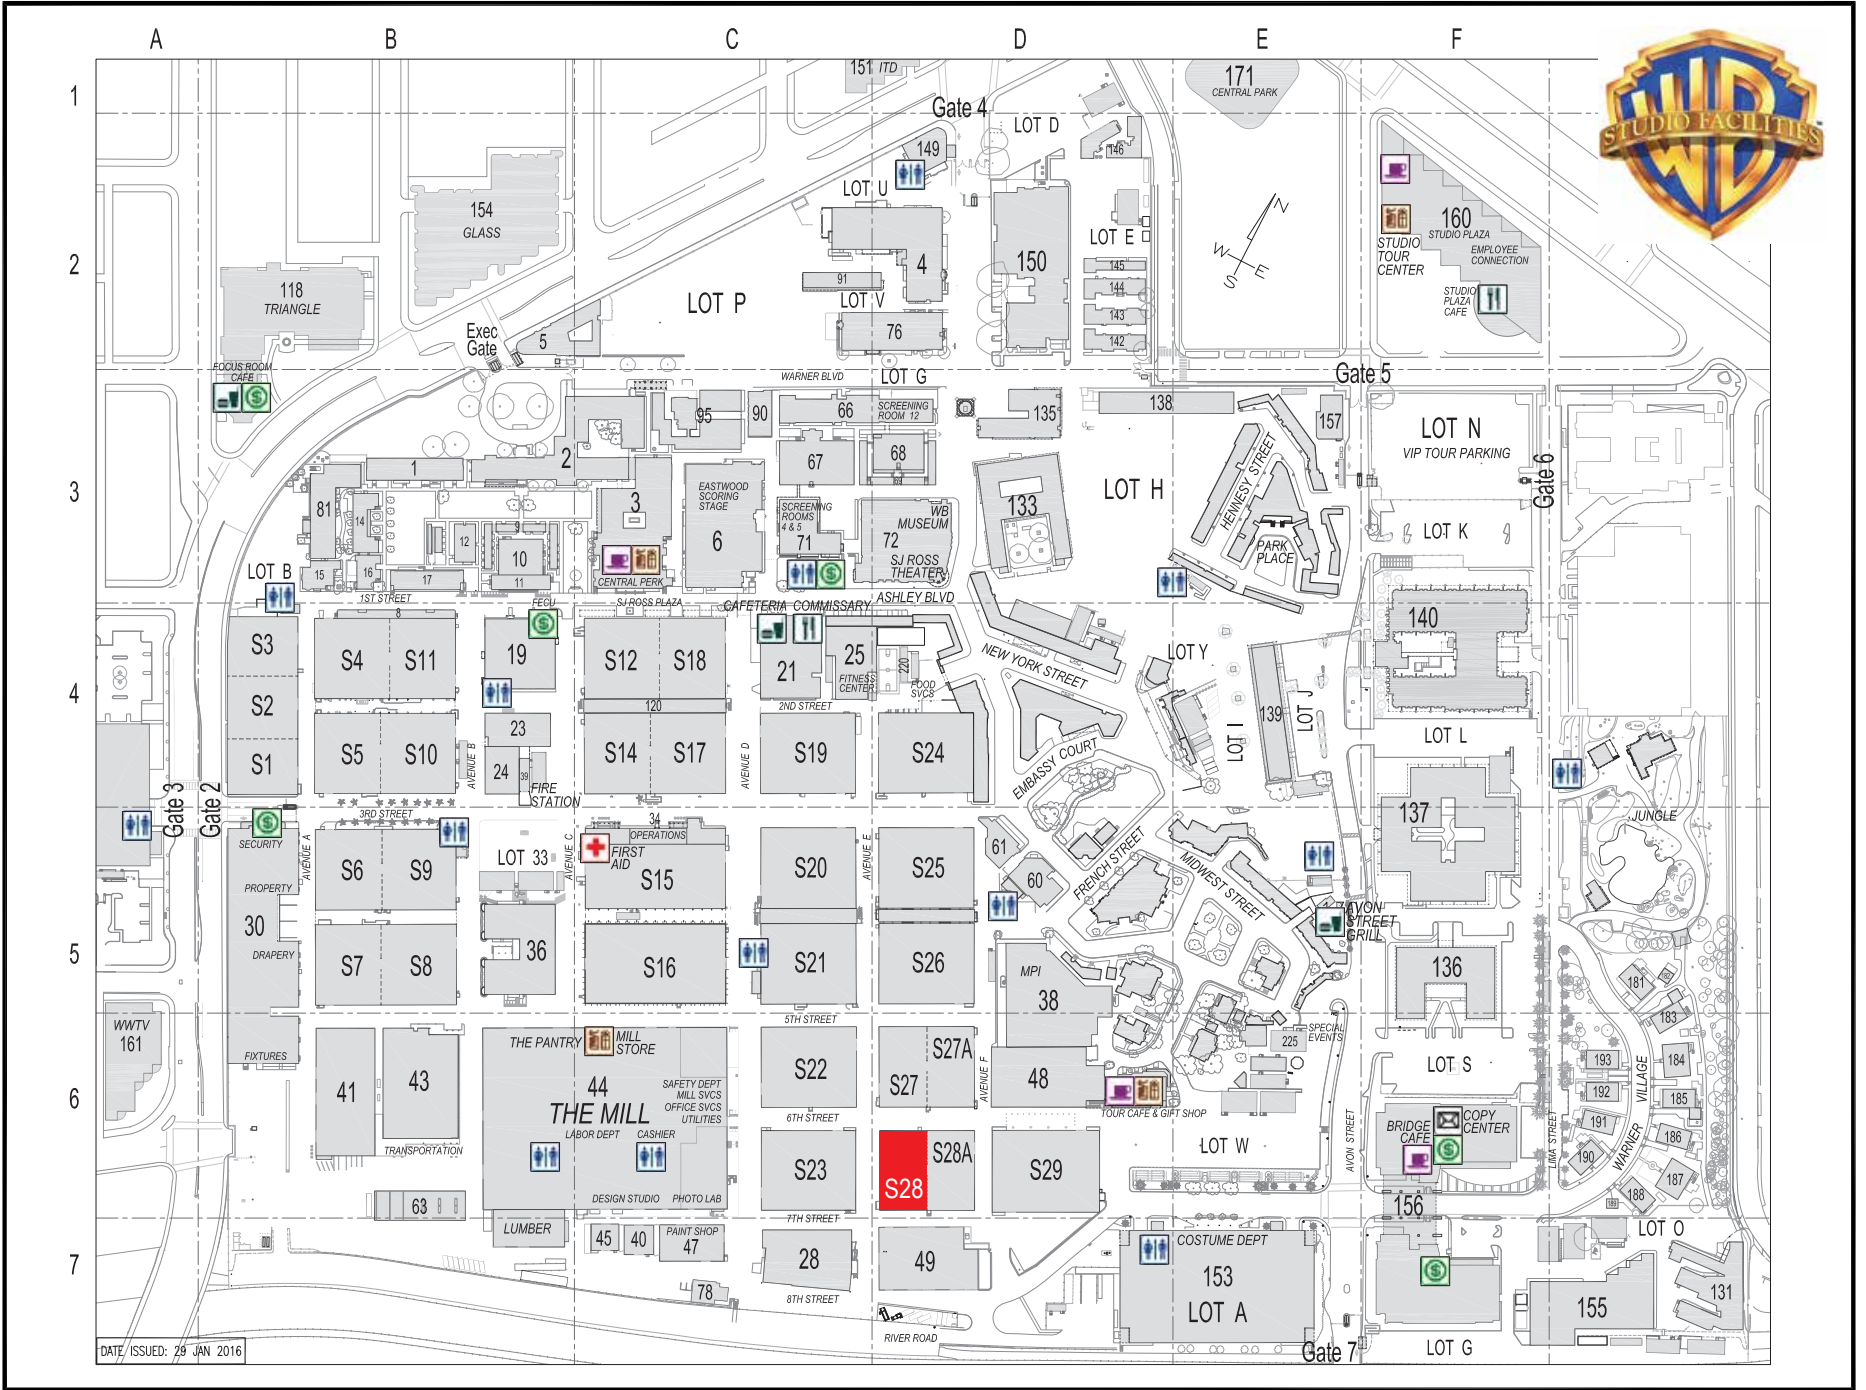 A
B
C
D
E
F
1
2
3
4
5
6
7
WB
STUDIO FACILITIES
151 ITD
Gate 4
LOT D
171
CENTRAL PARK
149
146
LOT U
154
GLASS
4
150
LOT E
145
144
143
142
N
W
E
S
160
STUDIO PLAZA
EMPLOYEE
CONNECTION
STUDIO
TOUR
CENTER
STUDIO
PLAZA
CAFE
118
TRIANGLE
91
LOT V
LOT P
76
5
Exec
Gate
FOCUS ROOM
CAFE
WARNER BLVD
LOT G
Gate 5
95
90
66
SCREENING
ROOM 12
135
138
157
LOT N
VIP TOUR PARKING
Gate 6
1
2
67
68
69
81
14
3
EASTWOOD
SCORING
STAGE
6
SCREENING
ROOMS
4 & 5
71
WB
MUSEUM
72
SJ ROSS
THEATER
133
LOT H
HENNESY STREET
PARK
PLACE
LOT K
9
12
10
11
15
16
17
CENTRAL PERK
LOT B
1ST STREET
FECU
SJ ROSS PLAZA
CAFETERIA
COMMISSARY
ASHLEY BLVD
8
S3
S2
S1
S4
S11
19
S12
S18
21
25
FITNESS
CENTER
220
FOOD
SVCS
NEW YORK STREET
LOT Y
140
120
2ND STREET
S5
S10
AVENUE B
23
24
39
FIRE
STATION
S14
S17
AVENUE D
S19
S24
EMBASSY COURT
LOT I
139
LOT J
LOT L
137
Gate 3
Gate 2
3RD STREET
SECURITY
AVENUE A
PROPERTY
30
DRAPERY
FIXTURES
S6
S9
LOT 33
AVENUE C
34
OPERATIONS
FIRST
AID
S15
S20
AVENUE E
S25
61
60
FRENCH STREET
MIDWEST STREET
AVON
STREET
GRILL
JUNGLE
S7
S8
36
S16
S21
S26
MPI
38
136
181
182
183
WWTV
161
5TH STREET
41
43
TRANSPORTATION
THE PANTRY
MILL
STORE
44
THE MILL
SAFETY DEPT
MILL SVCS
OFFICE SVCS
UTILITIES
LABOR DEPT
CASHIER
DESIGN STUDIO
PHOTO LAB
S22
S27A
S27
AVENUE F
48
TOUR CAFE & GIFT SHOP
225
SPECIAL
EVENTS
LOT S
193
192
191
190
184
185
186
187
188
189
WARNER
VILLAGE
6TH STREET
S23
S28
S28A
S29
LOT W
AVON STREET
BRIDGE
CAFE
COPY
CENTER
LIMA STREET
156
7TH STREET
63
LUMBER
45
40
PAINT SHOP
47
28
49
COSTUME DEPT
153
LOT A
LOT O
155
131
78
8TH STREET
RIVER ROAD
Gate 7
LOT G
DATE ISSUED: 29 JAN 2016